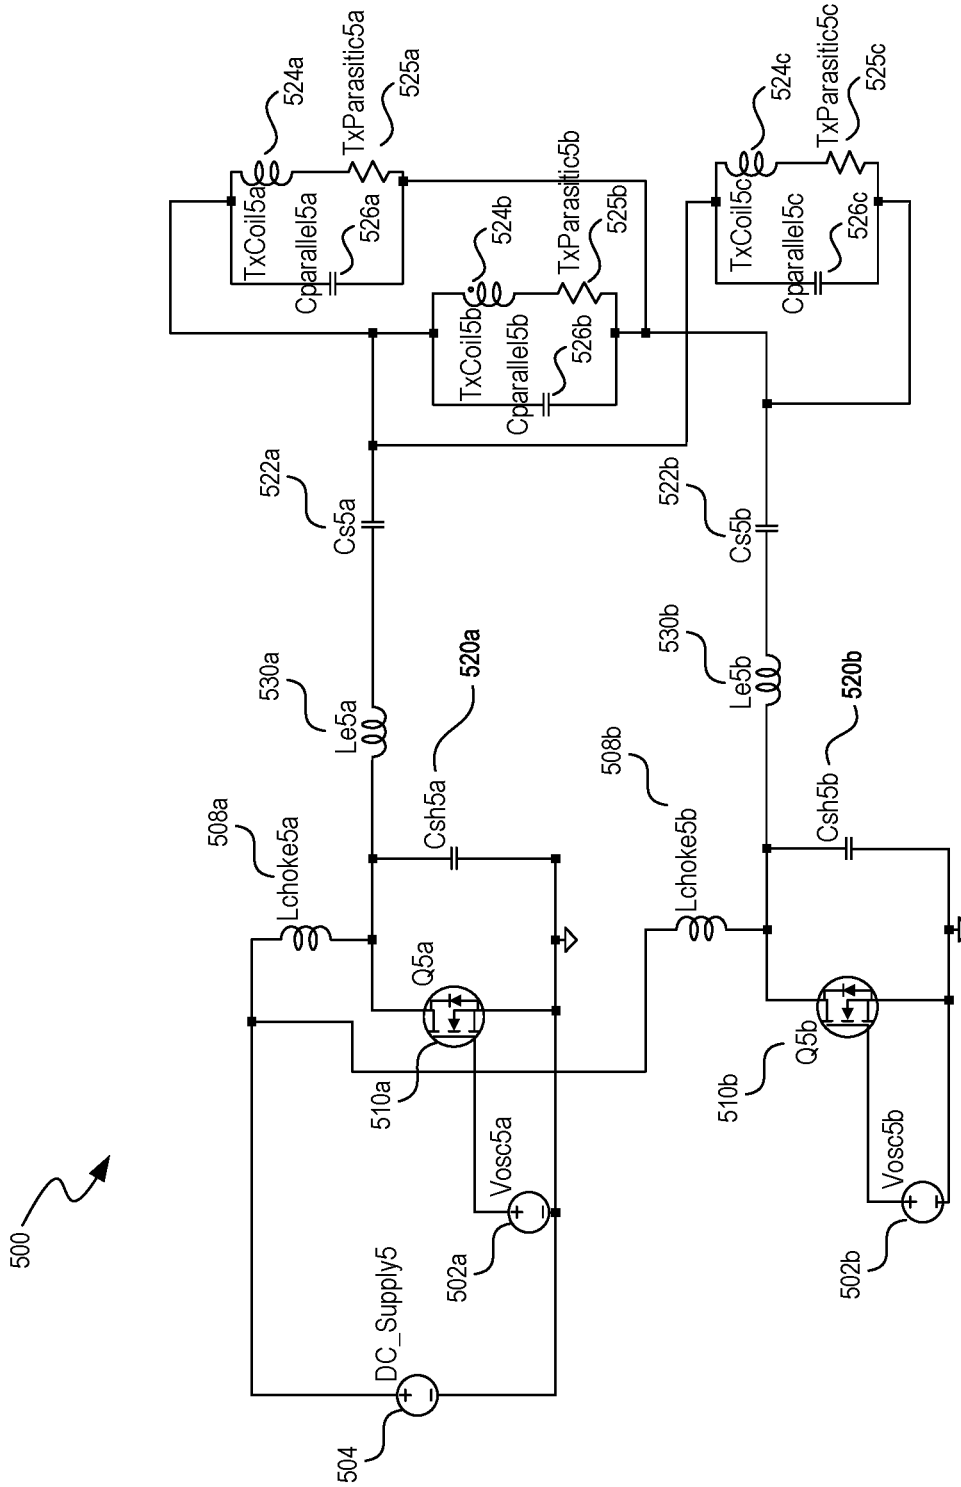 500
504
DC_Supply5
502a
Vosc5a
510a
Q5a
508a
Lchoke5a
Csh5a
520a
530a
Le5a
522a
Cs5a
524a
TxCoil5a
TxParasitic5a
525a
Cparallel5a
526a
524b
TxCoil5b
TxParasitic5b
525b
Cparallel5b
526b
524c
TxCoil5c
TxParasitic5c
525c
Cparallel5c
526c
502b
Vosc5b
510b
Q5b
508b
Lchoke5b
Csh5b
520b
530b
Le5b
522b
Cs5b